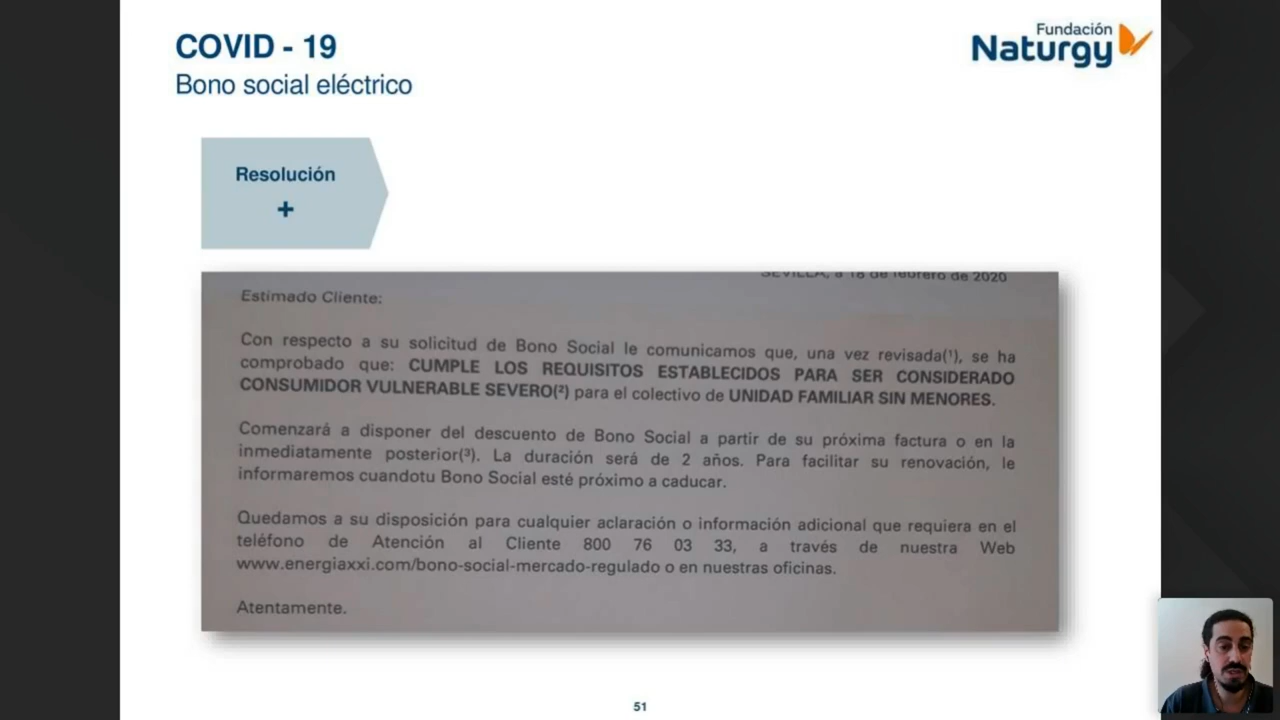 COVID - 19
Bono social eléctrico
Fundación
Naturgy
Resolución
+
SEVILLA, a 18 de febrero de 2020
Estimado Cliente:
Con respecto a su solicitud de Bono Social le comunicamos que, una vez revisada(¹), se ha
comprobado que: CUMPLE LOS REQUISITOS ESTABLECIDOS PARA SER CONSIDERADO
CONSUMIDOR VULNERABLE SEVERO(²) para el colectivo de UNIDAD FAMILIAR SIN MENORES.
Comenzará a disponer del descuento de Bono Social a partir de su próxima factura o en la
inmediatamente posterior(³). La duración será de 2 años. Para facilitar su renovación, le
informaremos cuandotu Bono Social esté próximo a caducar.
Quedamos a su disposición para cualquier aclaración o información adicional que requiera en el
teléfono de Atención al Cliente 800 76 03 33, a través de nuestra Web
www.energiaxxi.com/bono-social-mercado-regulado o en nuestras oficinas.
Atentamente.
51